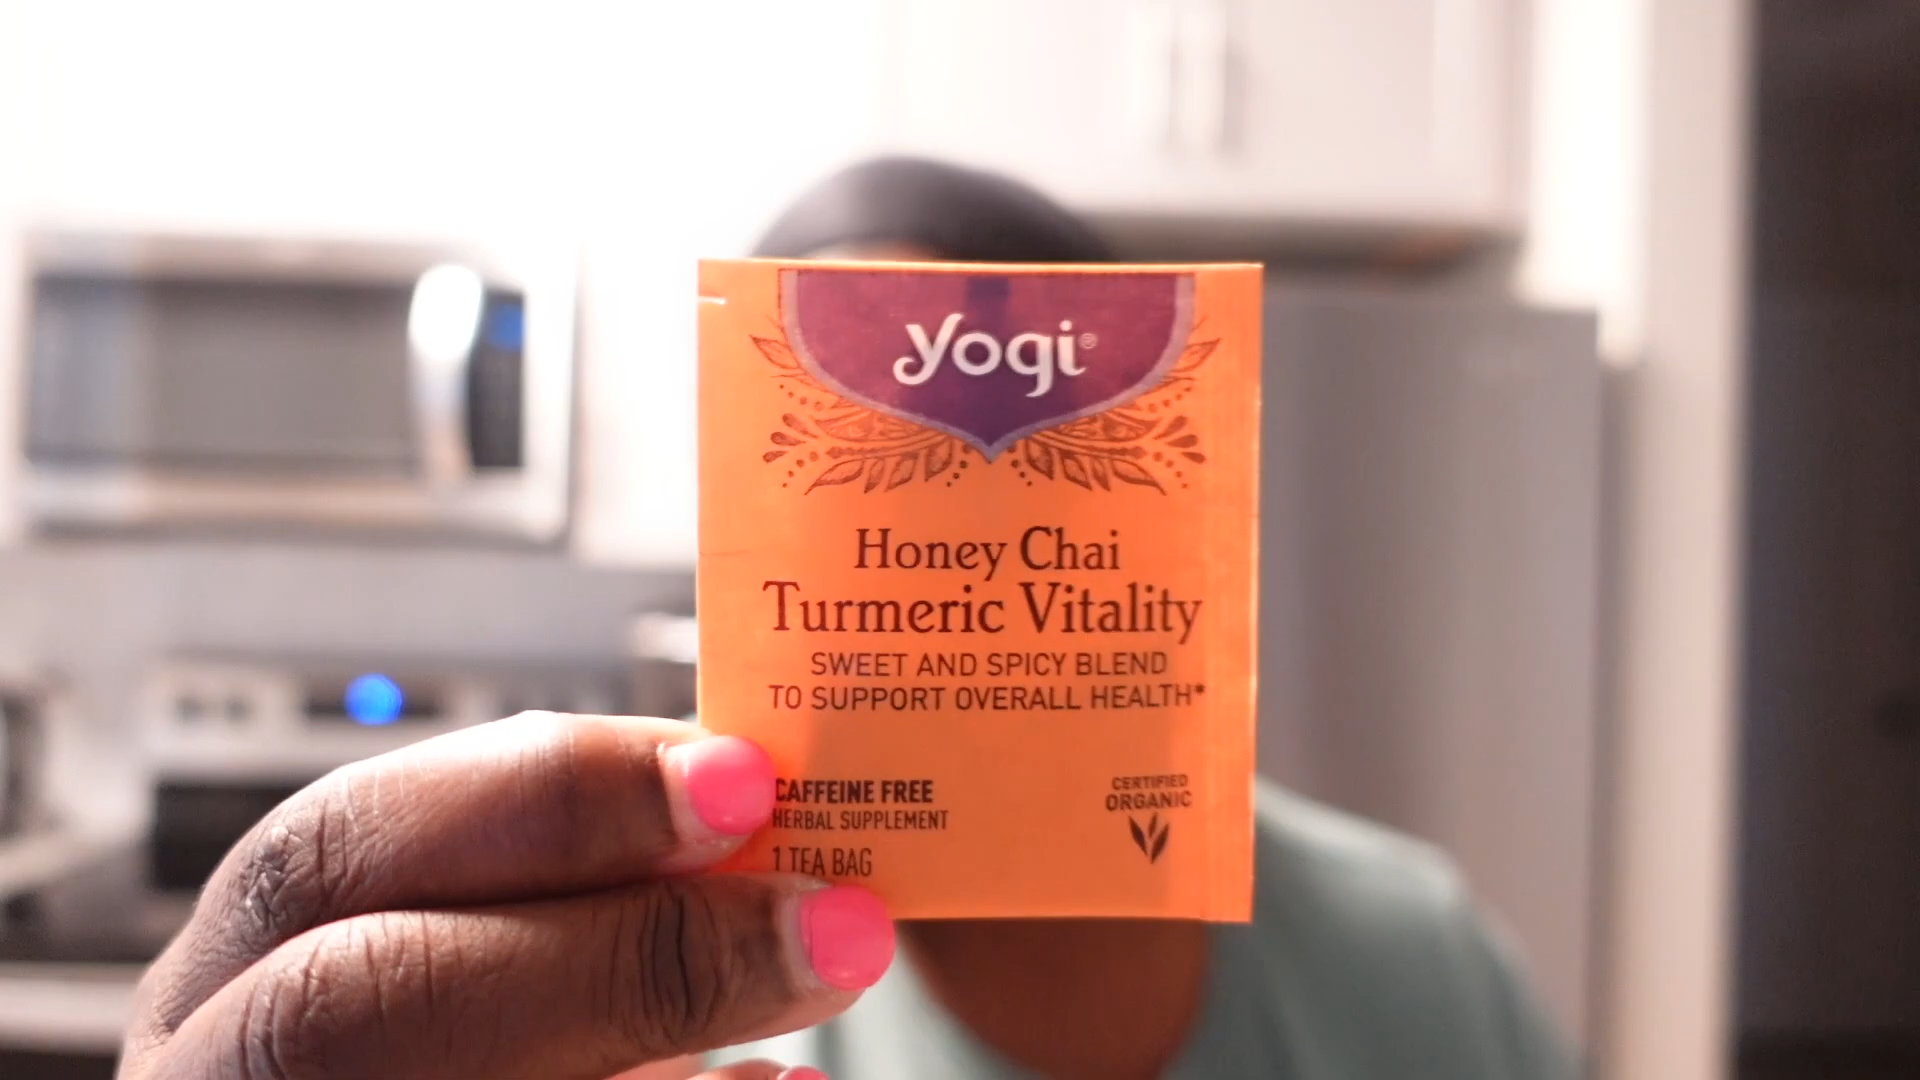 yogi®
Honey Chai
Turmeric Vitality
SWEET AND SPICY BLEND
TO SUPPORT OVERALL HEALTH*
CAFFEINE FREE
HERBAL SUPPLEMENT
1 TEA BAG
CERTIFIED
ORGANIC